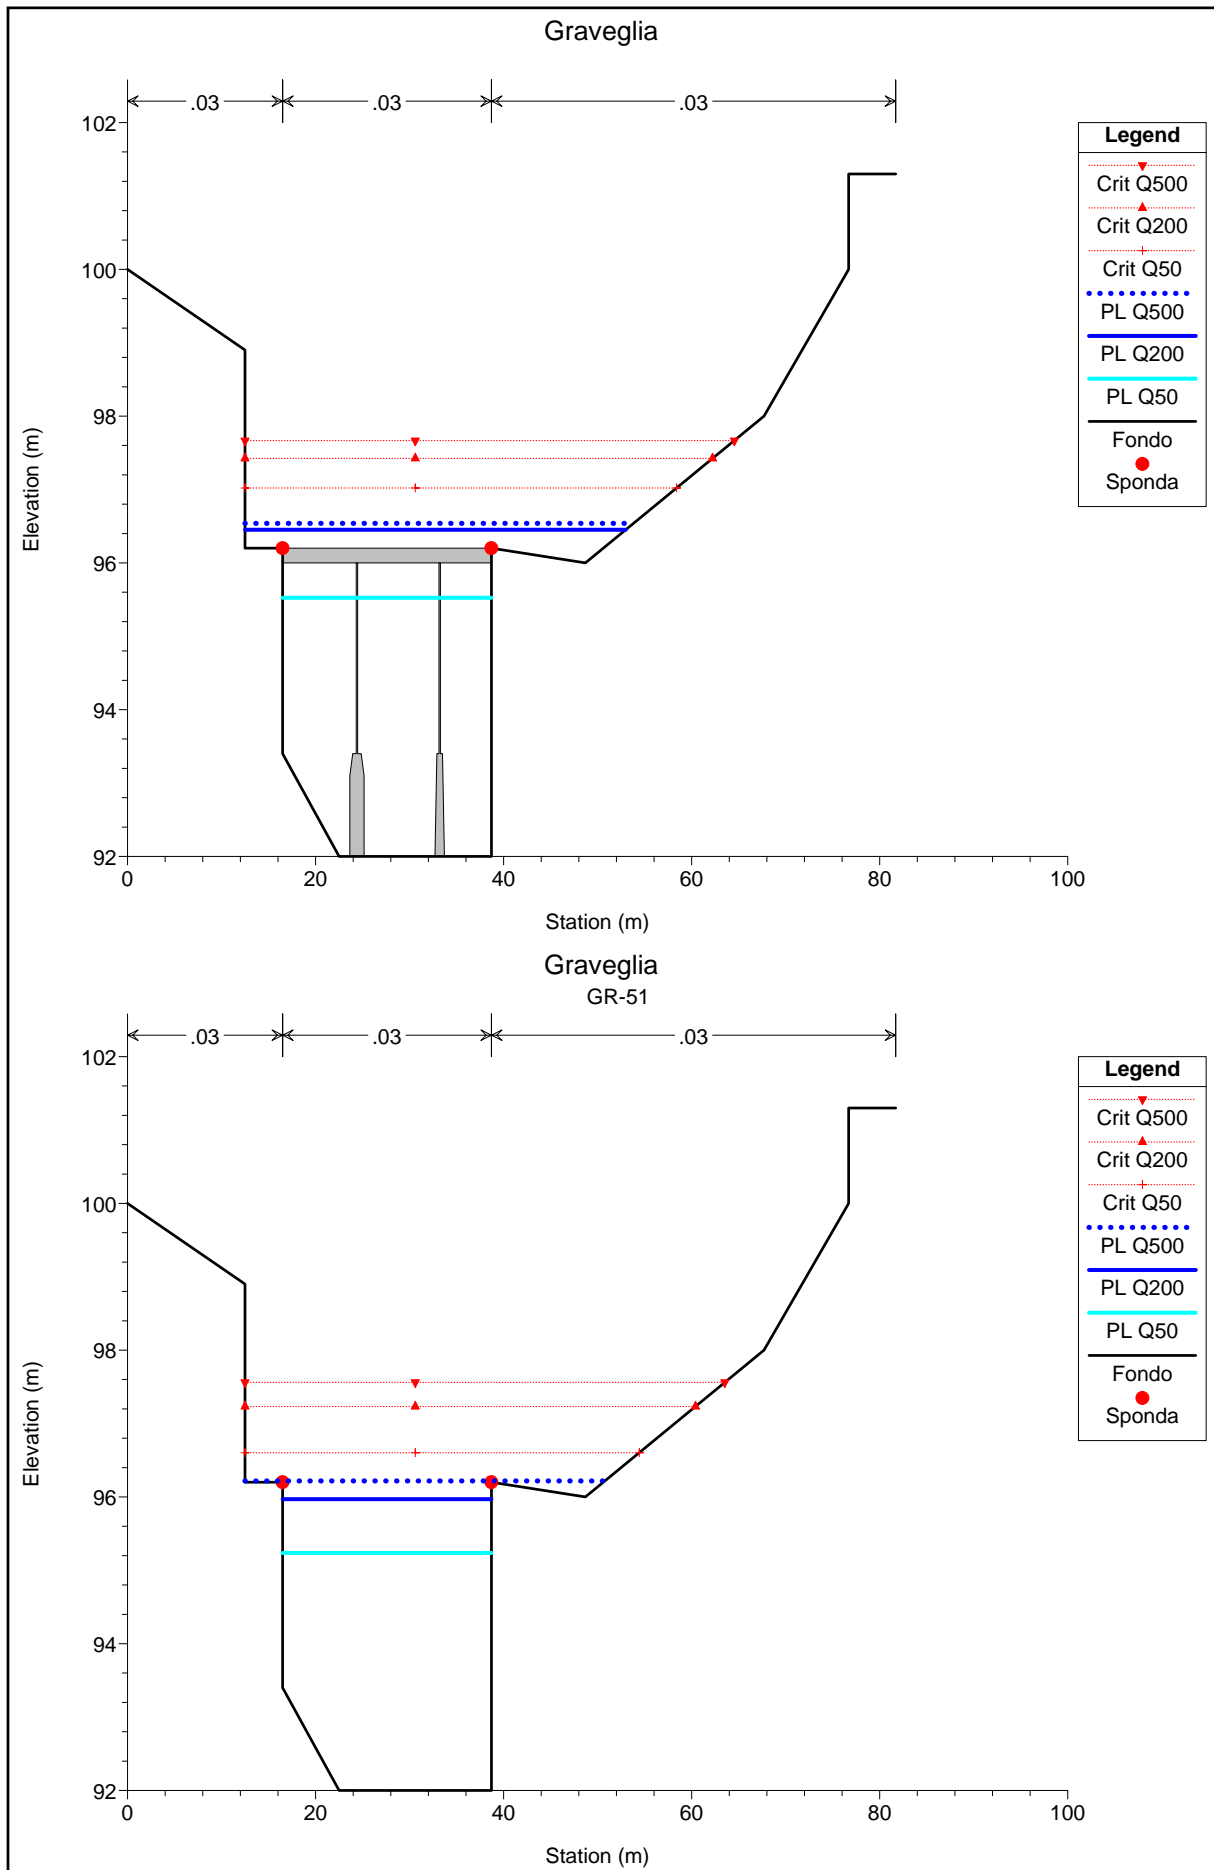 Graveglia
.03 .03 .03
102
100
98
96
94
92
Elevation (m)
0 20 40 60 80 100
Station (m)
Legend
Crit Q500
Crit Q200
Crit Q50
PL Q500
PL Q200
PL Q50
Fondo
Sponda
Graveglia
GR-51
.03 .03 .03
102
100
98
96
94
92
Elevation (m)
0 20 40 60 80 100
Station (m)
Legend
Crit Q500
Crit Q200
Crit Q50
PL Q500
PL Q200
PL Q50
Fondo
Sponda